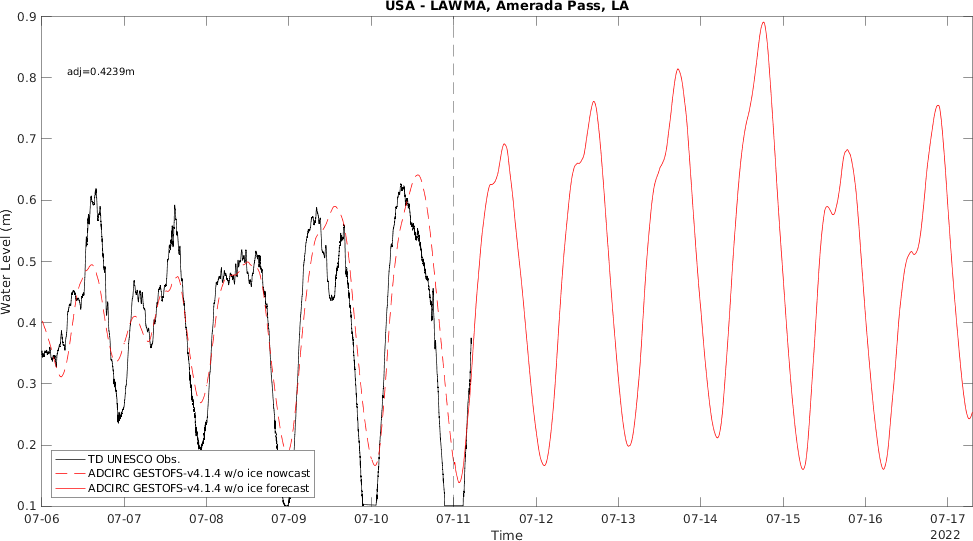 USA - LAWMA, Amerada Pass, LA
0.9
0.8
0.7
0.6
0.5
0.4
0.3
0.2
0.1
Water Level (m)
adj=0.4239m
TD UNESCO Obs.
ADCIRC GESTOFS-v4.1.4 w/o ice nowcast
ADCIRC GESTOFS-v4.1.4 w/o ice forecast
07-06 07-07 07-08 07-09 07-10 07-11 07-12 07-13 07-14 07-15 07-16 07-17
2022
Time